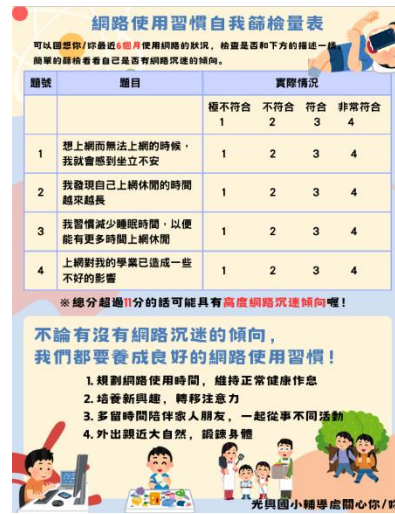 網路使用習慣自我篩檢量表
可以回想你/妳最近6個月使用網路的狀況，檢查是否和下方的描述一樣，
簡單的篩檢看看自己是否有網路沉迷的傾向。
題號 題目 實際情況
極不符合 不符合 符合 非常符合
1 2 3 4
1 想上網而無法上網的時候，
我就會感到坐立不安 1 2 3 4
2 我發現自己上網休閒的時間
越來越長 1 2 3 4
3 我習慣減少睡眠時間，以便
能有更多時間上網休閒 1 2 3 4
4 上網對我的學業已造成一些
不好的影響 1 2 3 4
※總分超過11分的話可能具有高度網路沉迷傾向喔！
不論有沒有網路沉迷的傾向，
我們都要養成良好的網路使用習慣！
1. 規劃網路使用時間，維持正常健康作息
2. 培養新興趣，轉移注意力
3. 多留時間陪伴家人朋友，一起從事不同活動
4. 外出親近大自然，鍛鍊身體
光興國小輔導處關心你/妳